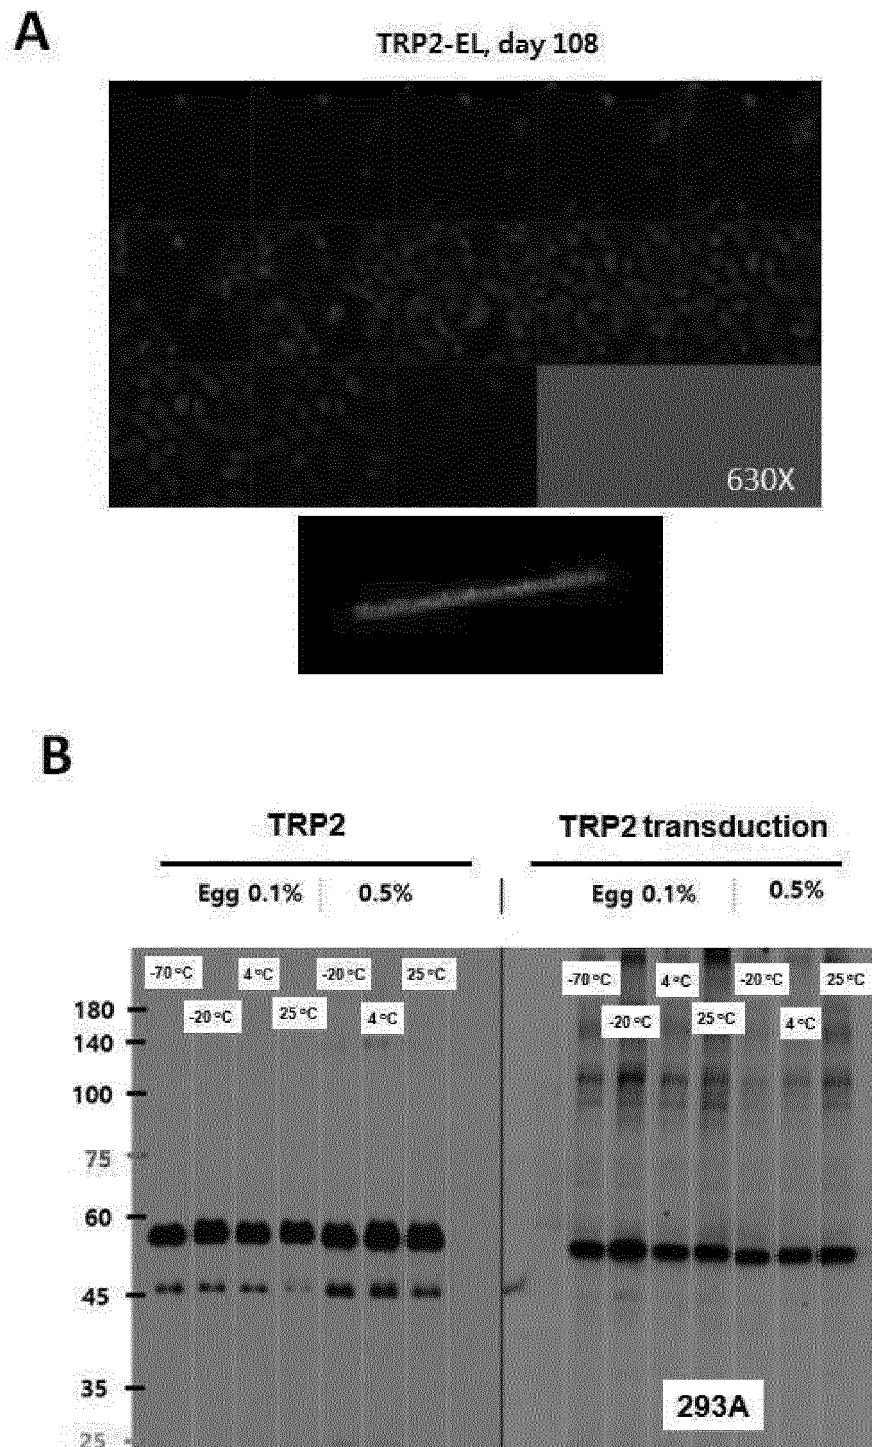 A
TRP2-EL, day 108
630X
B
TRP2 TRP2 transduction
Egg 0.1% 0.5% Egg 0.1% 0.5%
-70 °C 4 °C -20 °C 25 °C -70 °C 4 °C -20 °C 25 °C
-20 °C 25 °C 4 °C -20 °C 25 °C 4 °C
180
140
100
75
60
45
35
293A
25